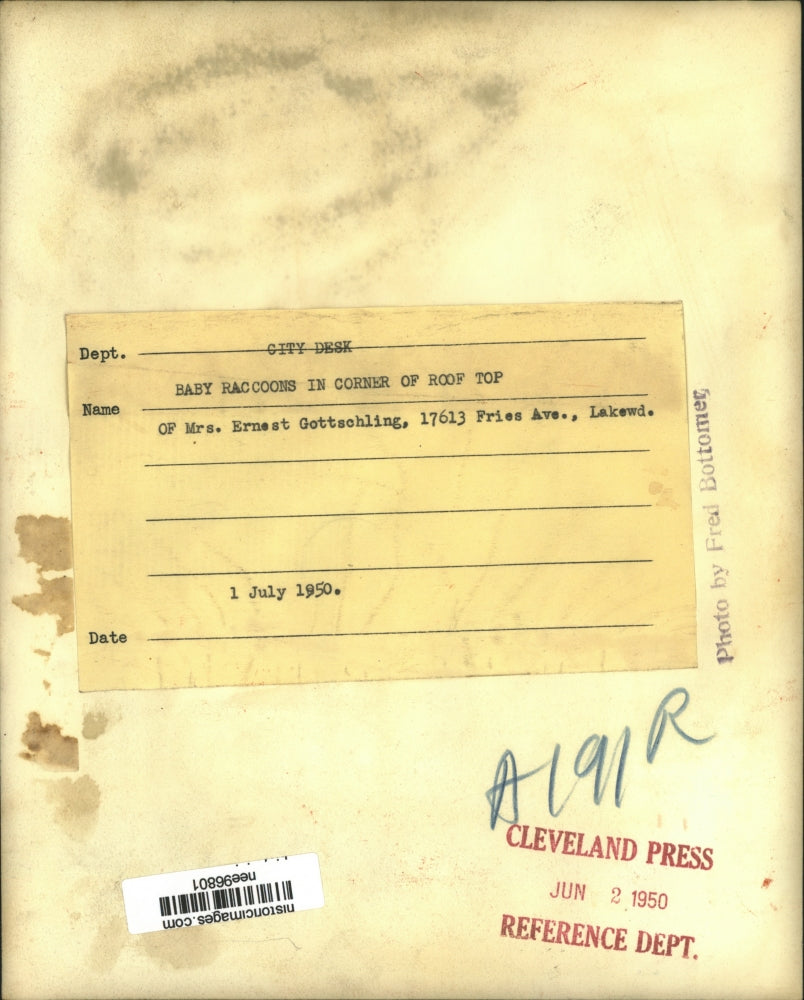 Dept. CITY DESK
BABY RACCOONS IN CORNER OF ROOF TOP
Name
OF Mrs. Ernest Gottschling, 17613 Fries Ave., Lakewd.
1 July 1950.
Date
Photo by Fred Bottomer
A191R
CLEVELAND PRESS
JUN 2 1950
REFERENCE DEPT.
historicimages.com
nee96801